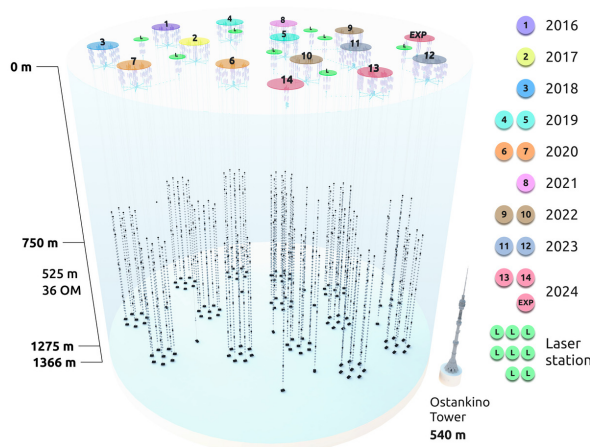 1
4
8
9
EXP
3
L
2
L
5
L
11
L
L
L
10
12
7
6
L
13
14
0 m
750 m
525 m
36 OM
1275 m
1366 m
Ostankino
Tower
540 m
1 2016
2 2017
3 2018
4 5 2019
6 7 2020
8 2021
9 10 2022
11 12 2023
13 14 2024
EXP
L L L
L L L
L L
Laser
station